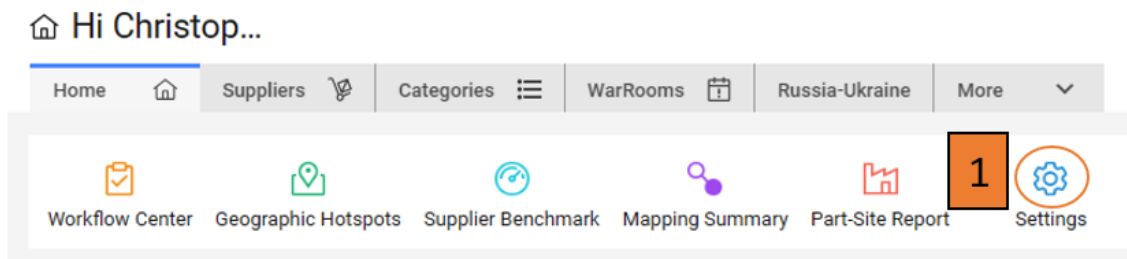 Hi Christop...
Home Suppliers Categories WarRooms Russia-Ukraine More
1
Workflow Center Geographic Hotspots Supplier Benchmark Mapping Summary Part-Site Report Settings